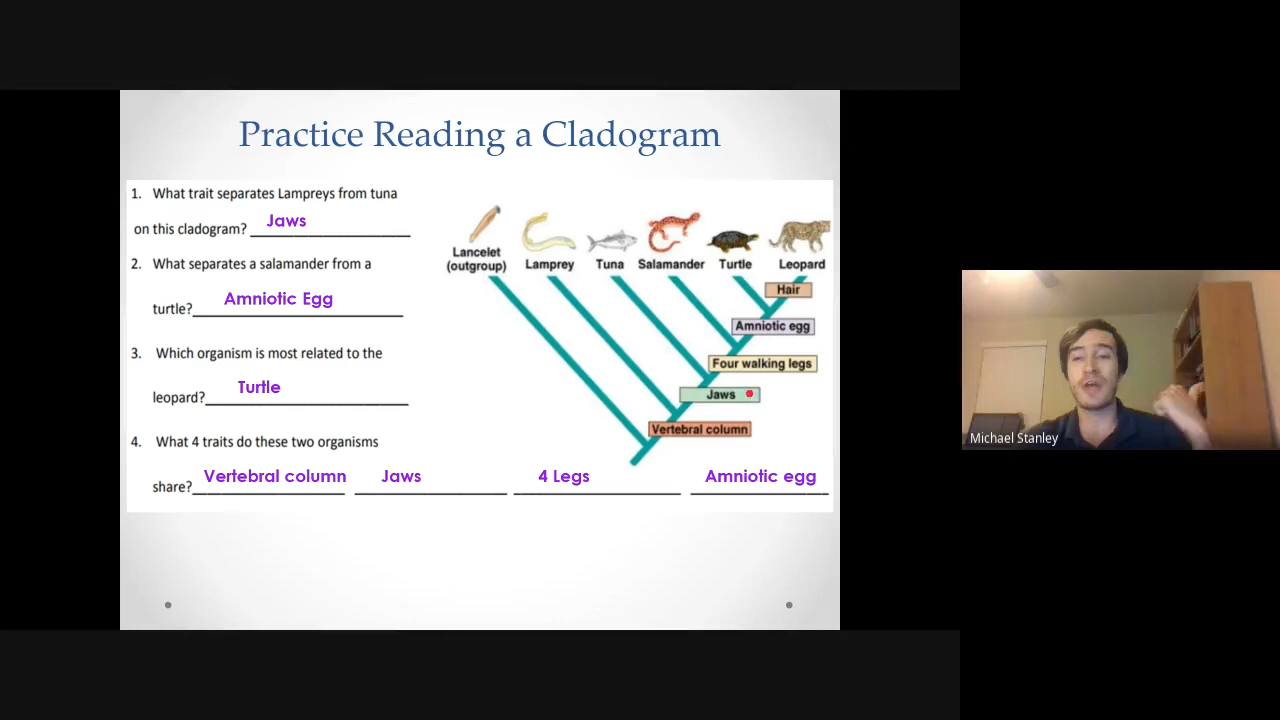 Practice Reading a Cladogram
1. What trait separates Lampreys from tuna
on this cladogram? Jaws
2. What separates a salamander from a
turtle? Amniotic Egg
3. Which organism is most related to the
leopard? Turtle
4. What 4 traits do these two organisms
share? Vertebral column Jaws 4 Legs Amniotic egg
Lancelet
(outgroup)
Lamprey
Tuna
Salamander
Turtle
Leopard
Hair
Amniotic egg
Four walking legs
Jaws
Vertebral column
Michael Stanley